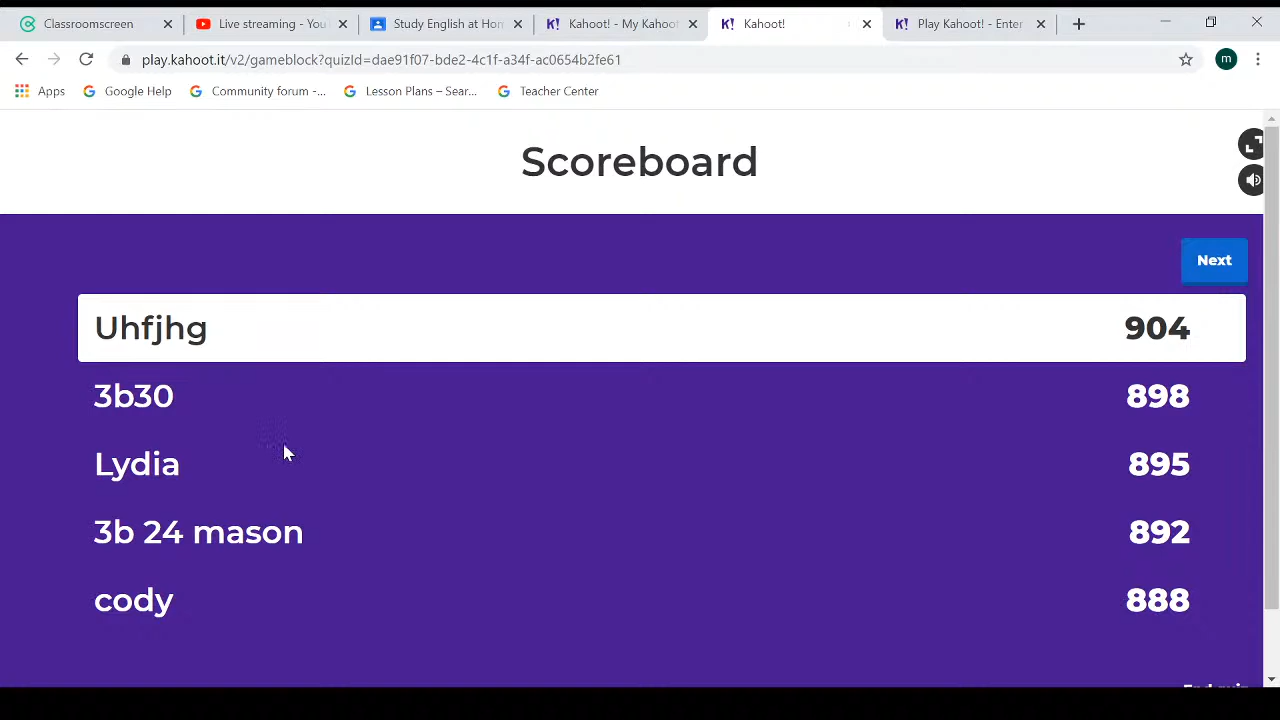 Classroomscreen
Live streaming - You
Study English at Hom
Kahoot! - My Kahoot
Kahoot!
Play Kahoot! - Enter
play.kahoot.it/v2/gameblock?quizId=dae91f07-bde2-4c1f-a34f-ac0654b2fe61
m
Apps
Google Help
Community forum -...
Lesson Plans – Sear...
Teacher Center
Scoreboard
Next
Uhfjhg 904
3b30 898
Lydia 895
3b 24 mason 892
cody 888